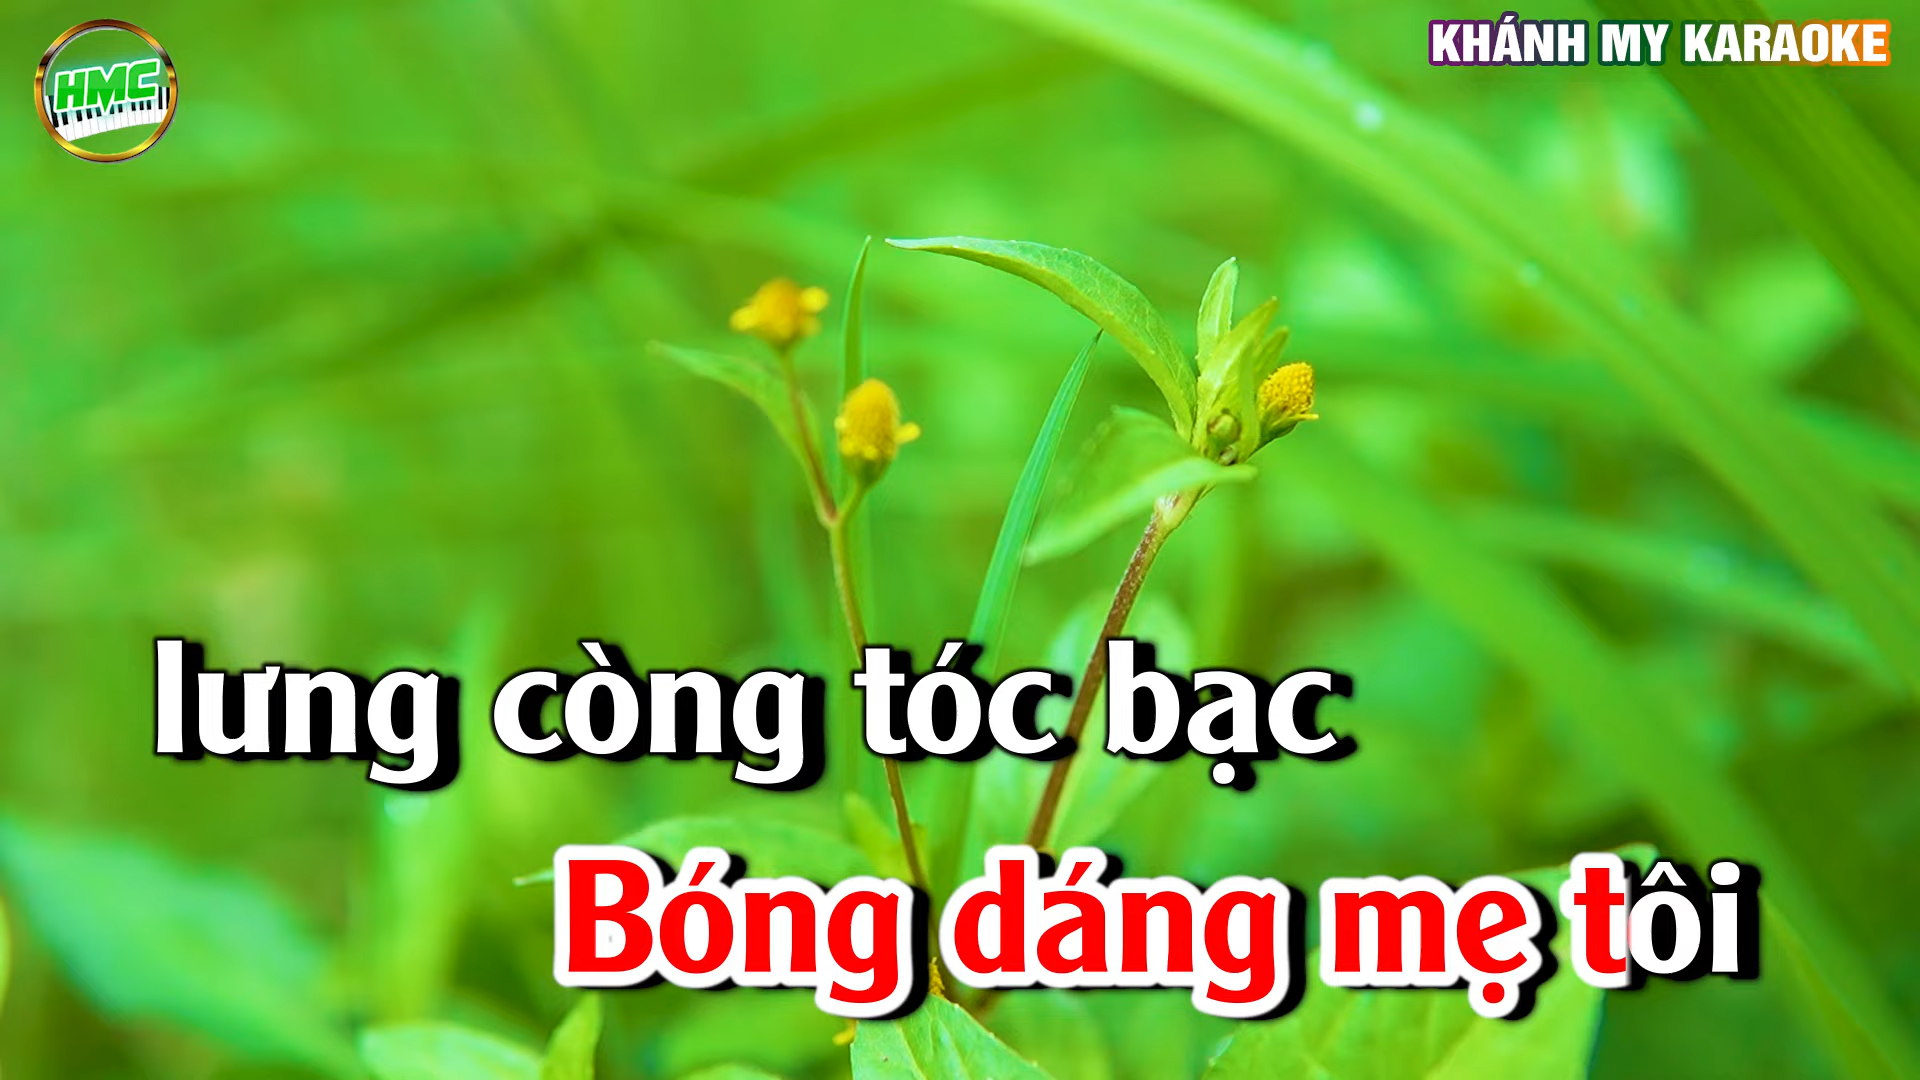 HMC
KHÁNH MY KARAOKE
lưng còng tóc bạc
Bóng dáng mẹ tôi